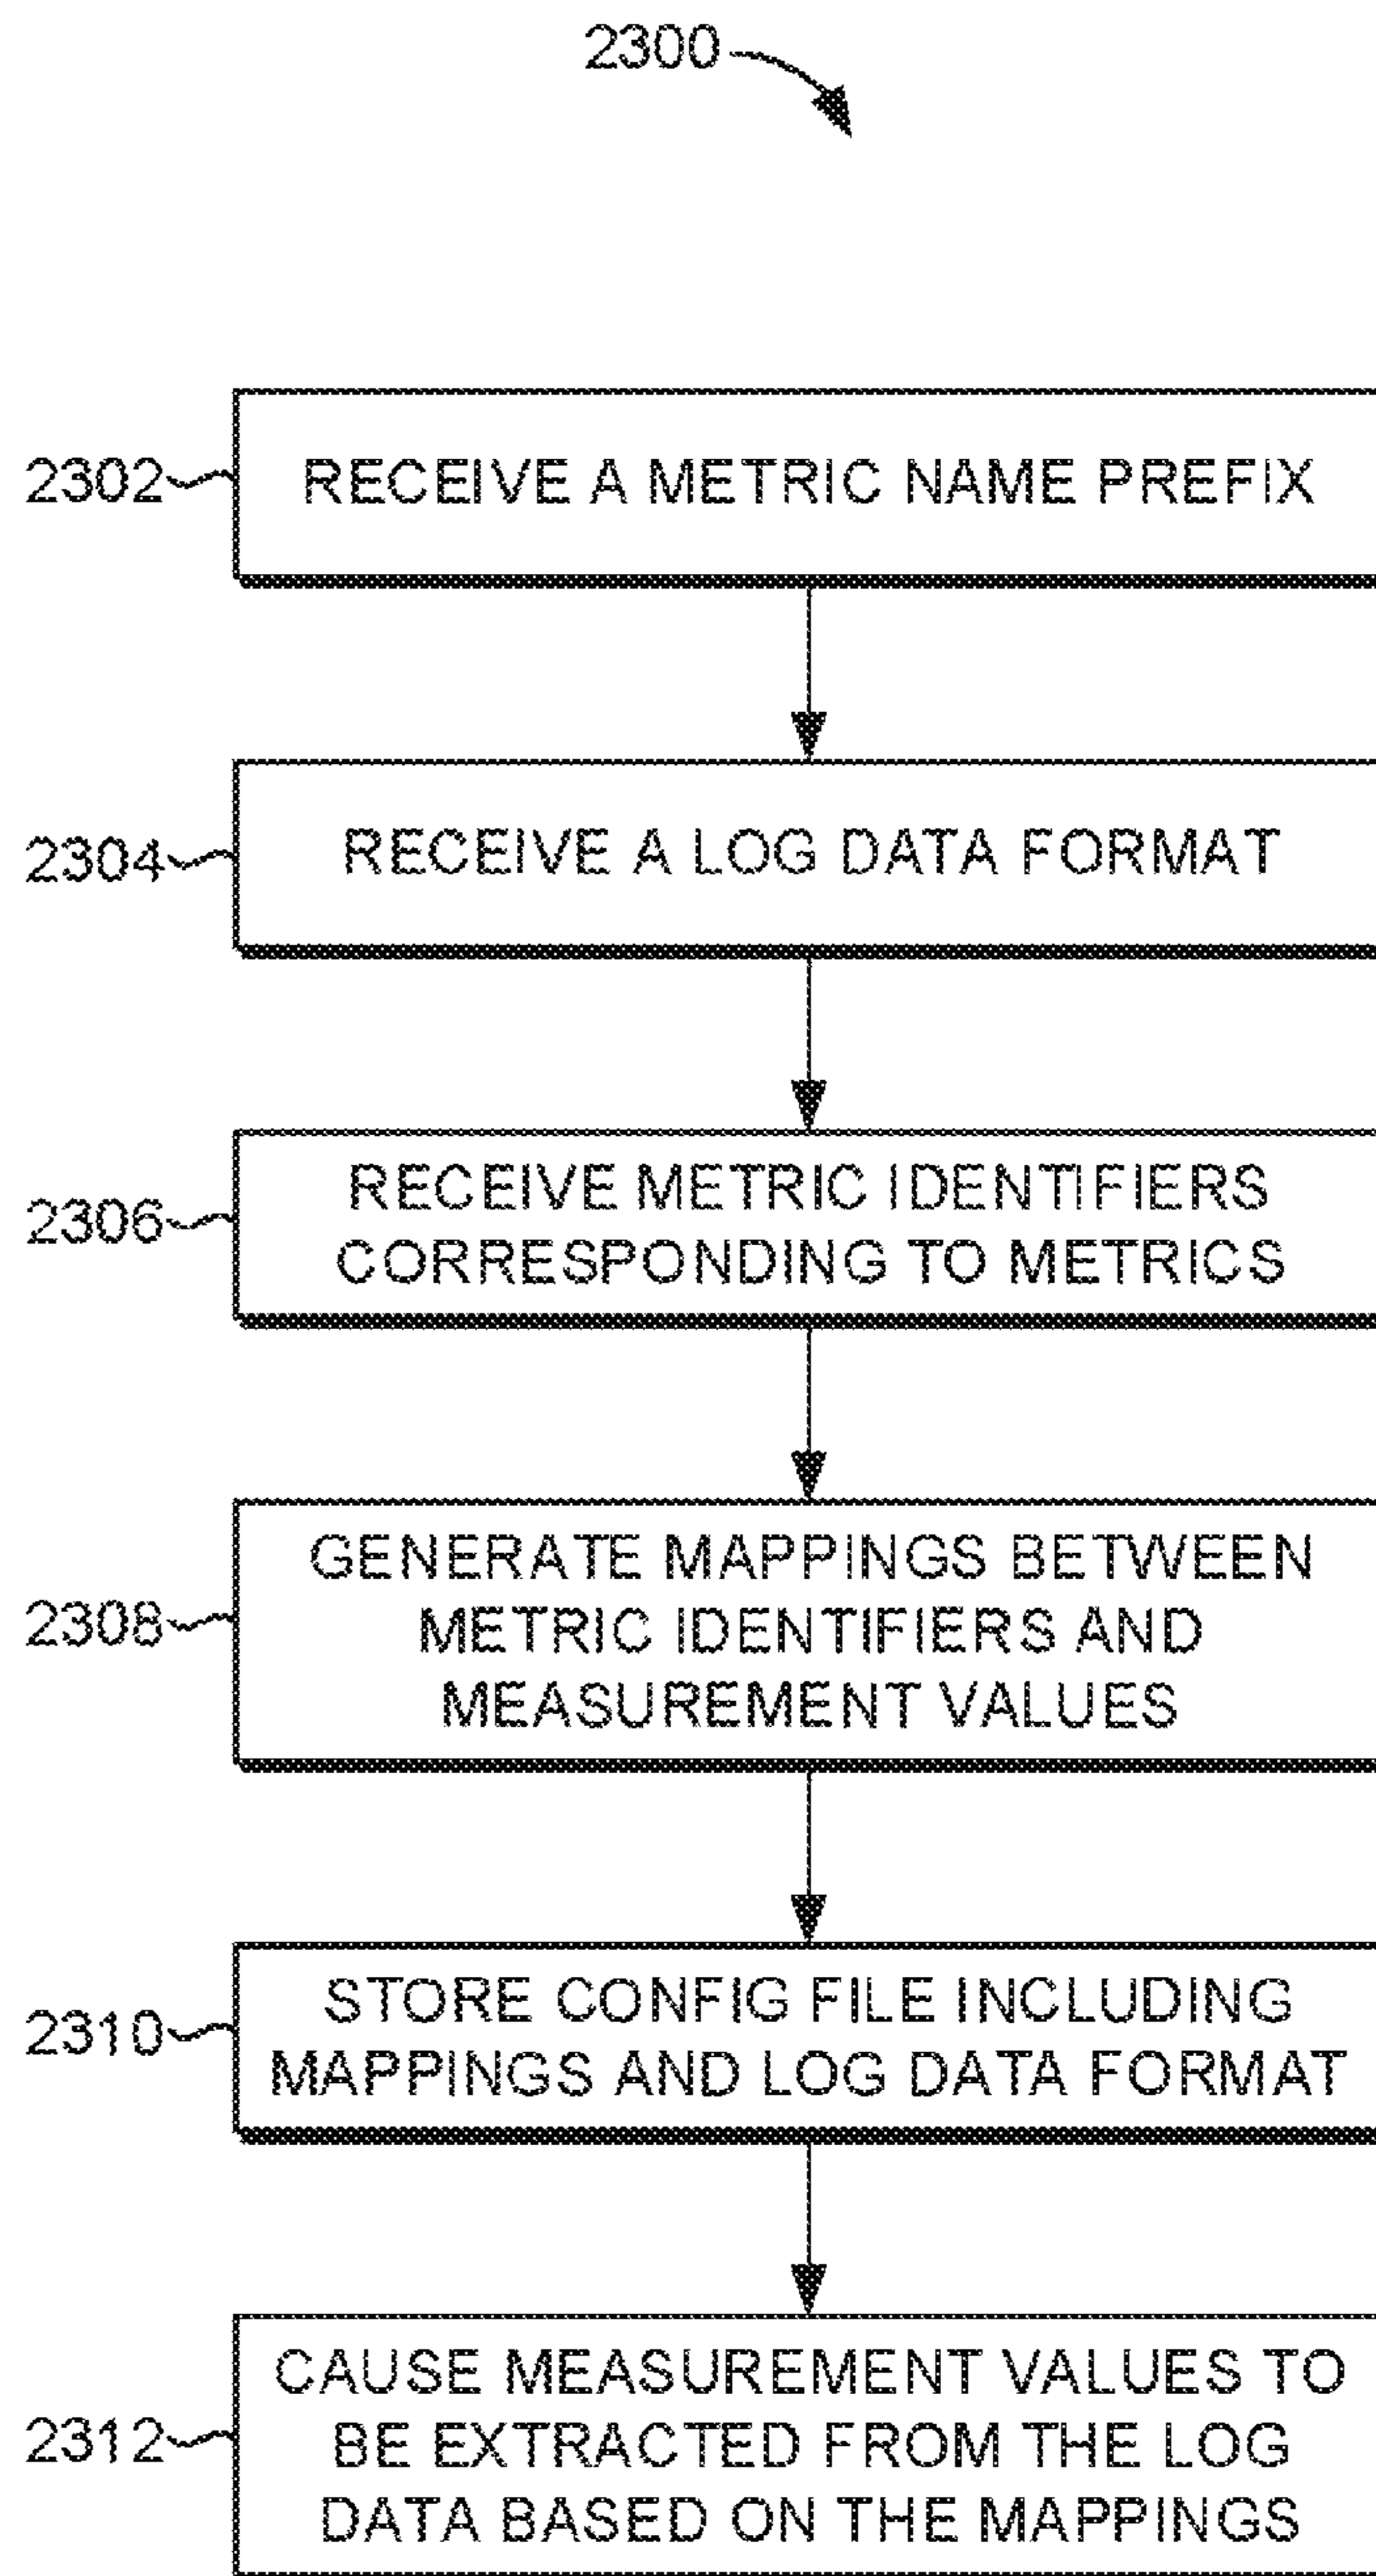 2300
2302
RECEIVE A METRIC NAME PREFIX
2304
RECEIVE A LOG DATA FORMAT
2306
RECEIVE METRIC IDENTIFIERS
CORRESPONDING TO METRICS
2308
GENERATE MAPPINGS BETWEEN
METRIC IDENTIFIERS AND
MEASUREMENT VALUES
2310
STORE CONFIG FILE INCLUDING
MAPPINGS AND LOG DATA FORMAT
2312
CAUSE MEASUREMENT VALUES TO
BE EXTRACTED FROM THE LOG
DATA BASED ON THE MAPPINGS